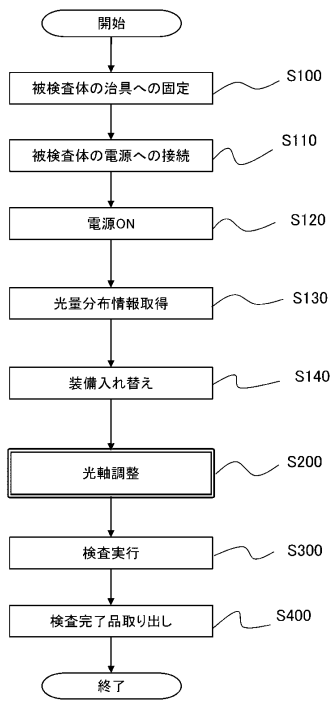 開始
被検査体の治具への固定 S100
被検査体の電源への接続 S110
電源ON S120
光量分布情報取得 S130
装備入れ替え S140
光軸調整 S200
検査実行 S300
検査完了品取り出し S400
終了